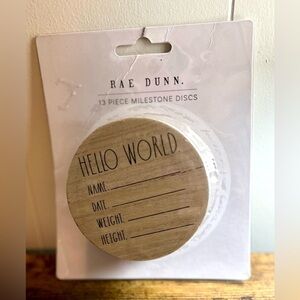 RAE DUNN.
13 PIECE MILESTONE DISCS
HELLO WORLD
NAME:
DATE:
WEIGHT:
HEIGHT: